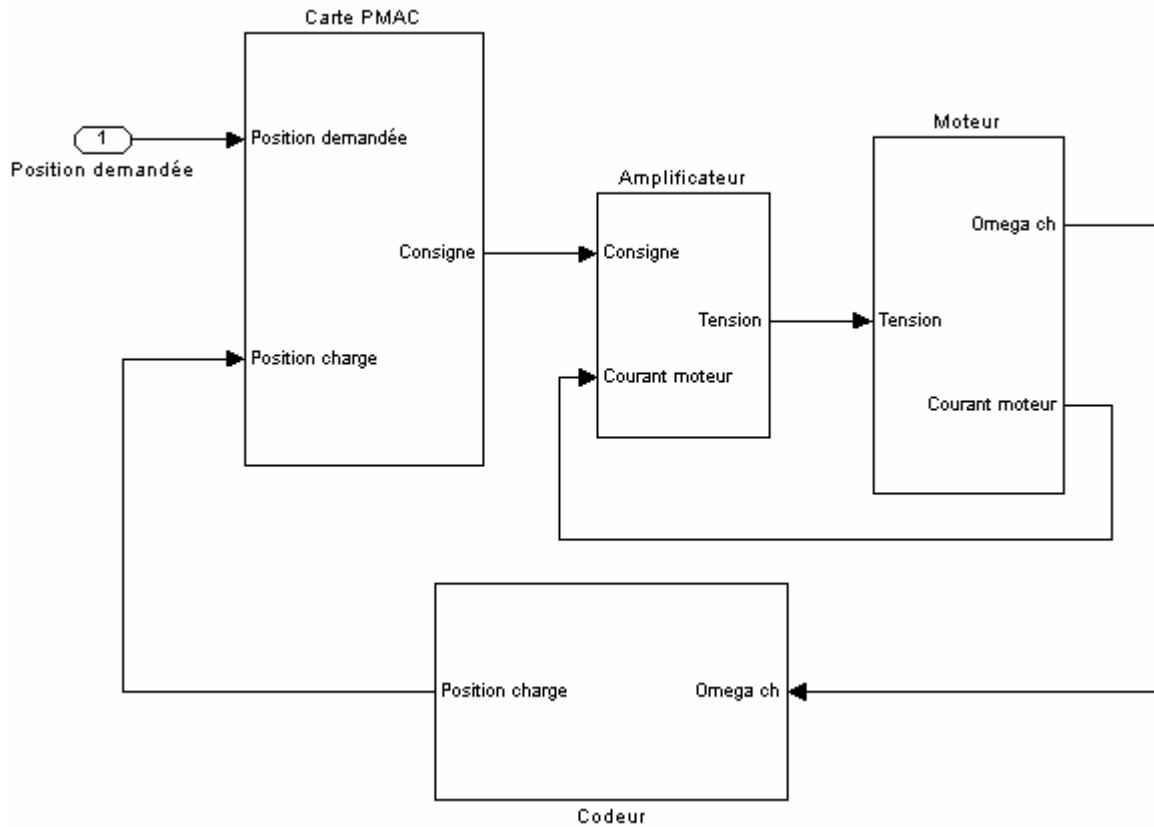 Carte PMAC
1
Position demandée
Position demandée
Consigne
Position charge
Amplificateur
Consigne
Tension
Courant moteur
Moteur
Omega ch
Tension
Courant moteur
Position charge
Omega ch
Codeur